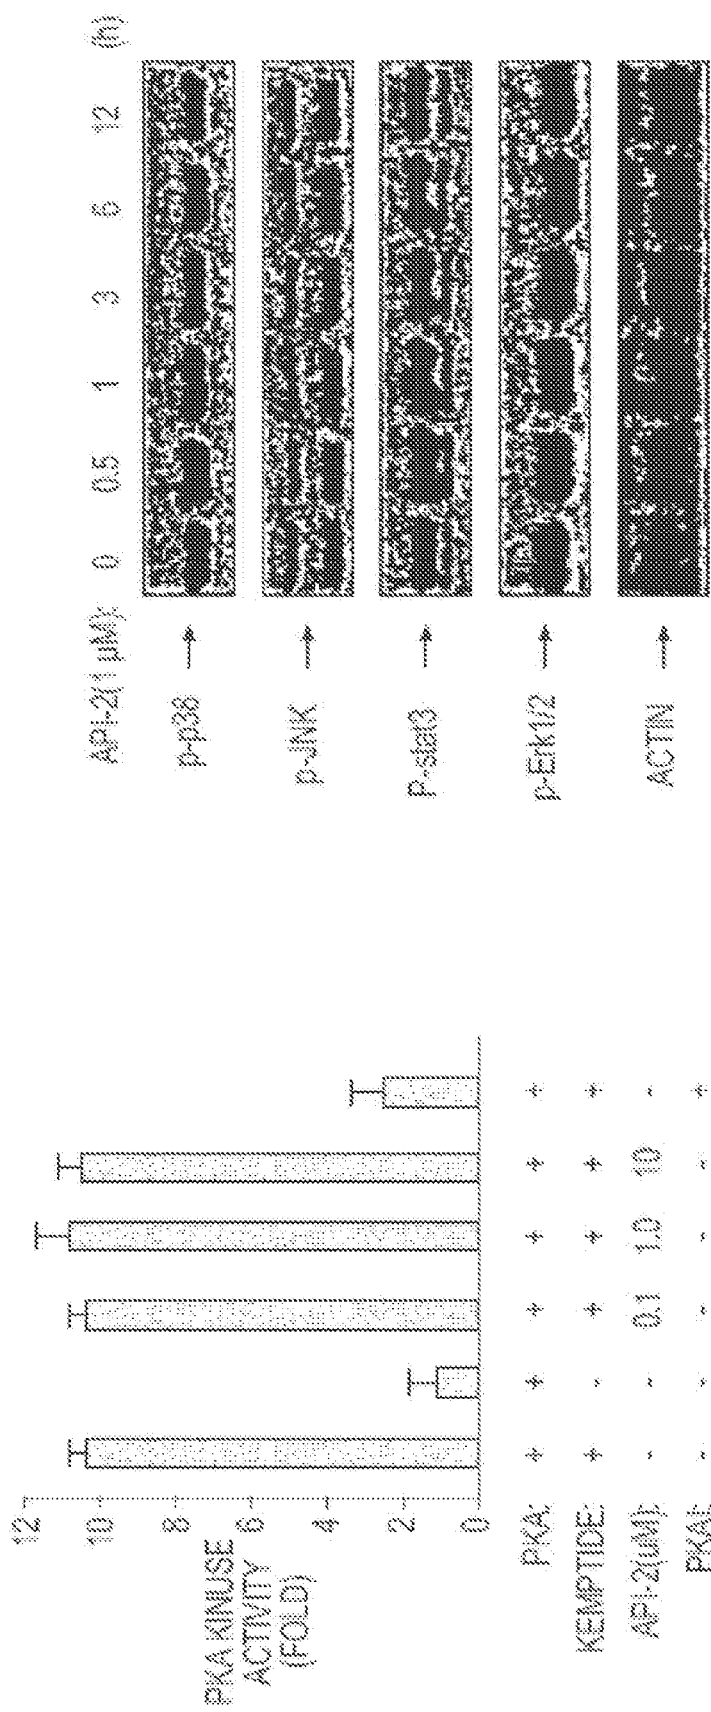 12
10
8
6
4
2
0
PKA KINUSE
ACTIVITY
(FOLD)
PKA: + + + + + +
KEMPTIDE: + - + + + +
API-2(uM): - - 0.1 1.0 10 -
PKAI: - - - - - +
API-2(1 µM): 0 0.5 1 3 6 12 (h)
p-p38
p-JNK
P-stat3
p-Erk1/2
ACTIN